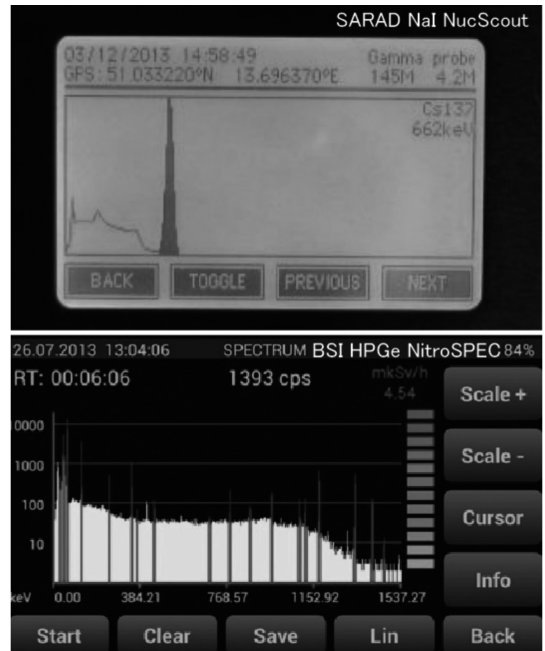 SARAD NaI NucScout
03/12/2013 14:58:49 Gamma probe
GPS: 51.033220°N 13.696370°E 145M 4.2M
Cs137
662keV
BACK TOGGLE PREVIOUS NEXT
26.07.2013 13:04:06 SPECTRUM BSI HPGe NitroSPEC 84%
RT: 00:06:06 1393 cps mkSv/h
4.54
Scale +
0000
1000
Scale -
100
Cursor
10
Info
keV 0.00 384.21 768.57 1152.92 1537.27
Start Clear Save Lin Back